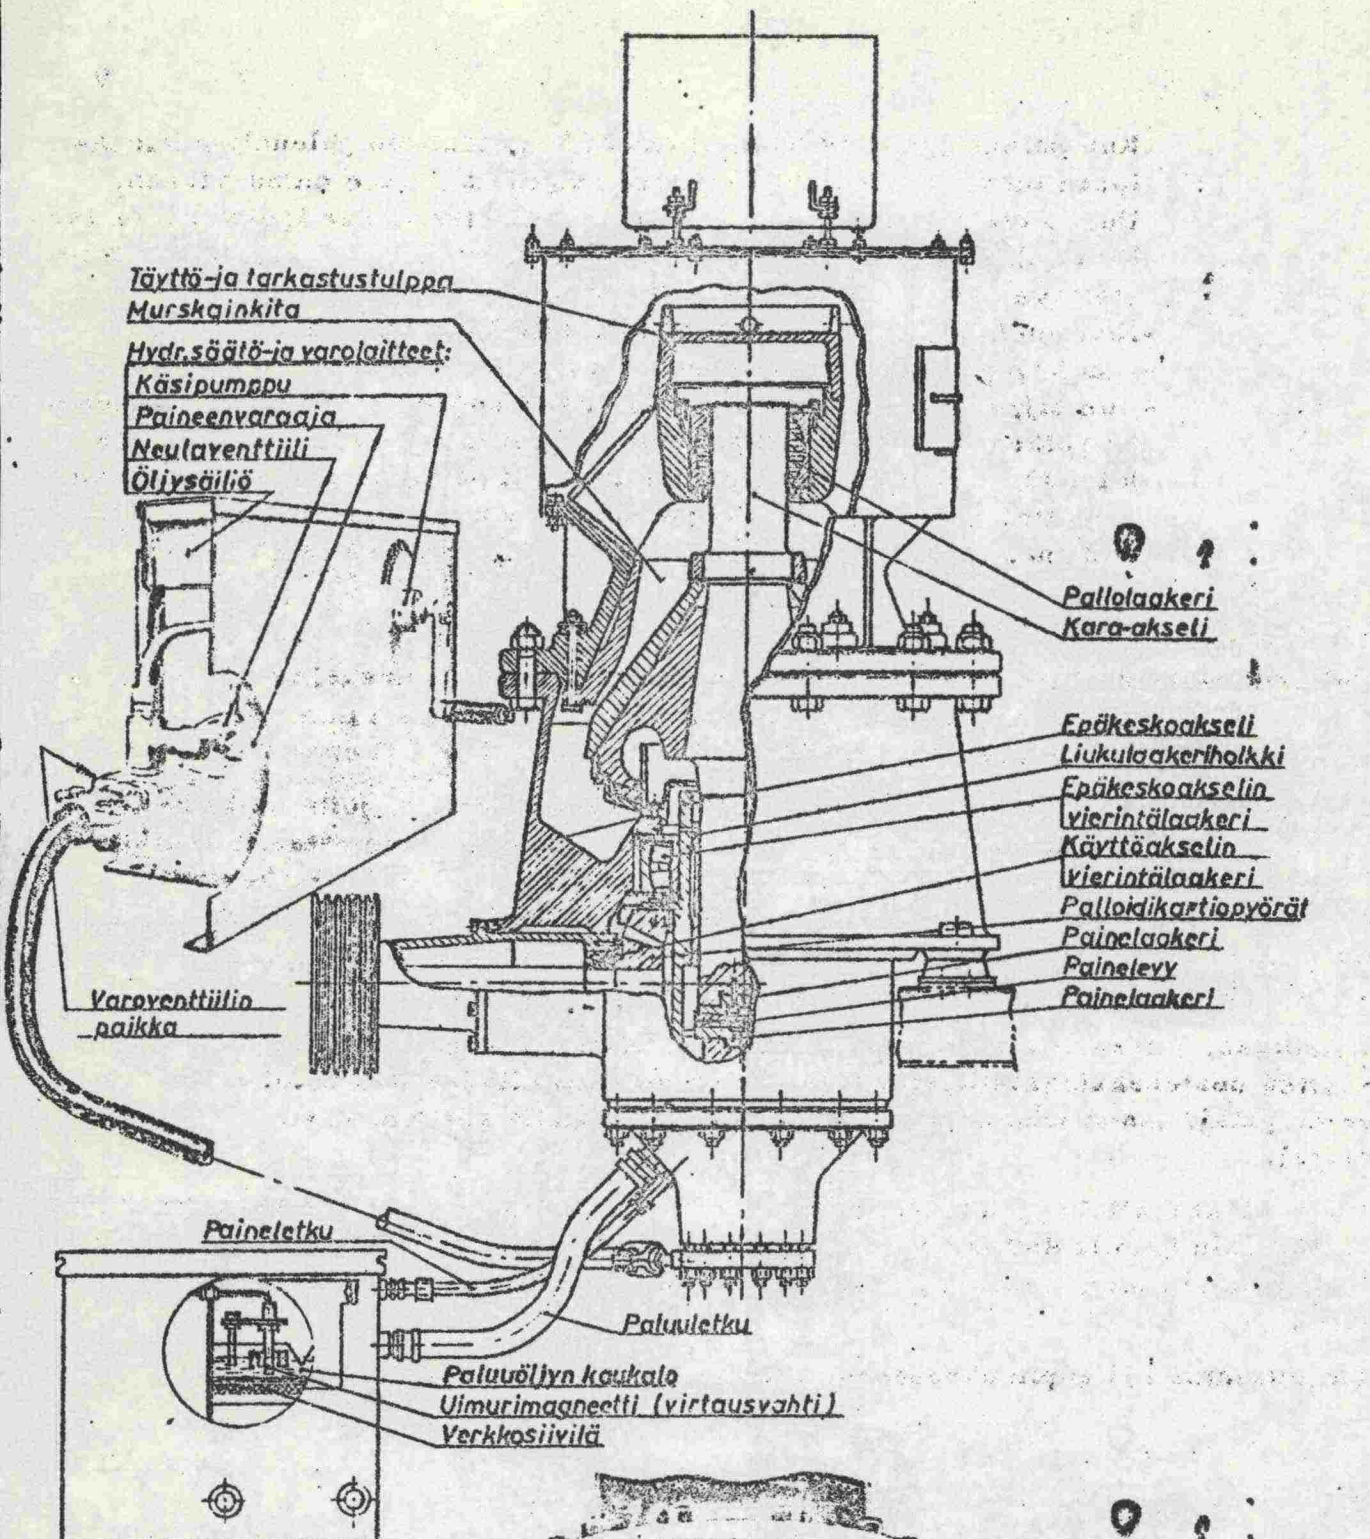 Täyttö-ja tarkastustulppa
Murskainkita
Hydr.säätö-ja varolaitteet:
Käsipumppu
Paineenvaraaja
Neulaventtiili
Öljysäiliö
Pallolaakeri
Kara-akseli
Epäkeskoakseli
Liukulaakeriholkki
Epäkeskoakselin
vierintälaakeri
Käyttöakselin
vierintälaakeri
Palloidikartiopyörät
Painelaakeri
Painelevy
Painelaakeri
Varoventtiilin
paikka
Paineletku
Paluuletku
Paluuöljyn kaukalo
Uimurimagneetti (virtausvahti)
Verkkosiivilä